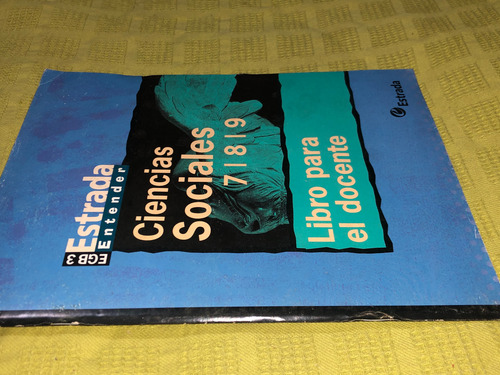 EGB 3
Estrada
Entender
Ciencias
Sociales
7 | 8 | 9
Libro para
el docente
Estrada